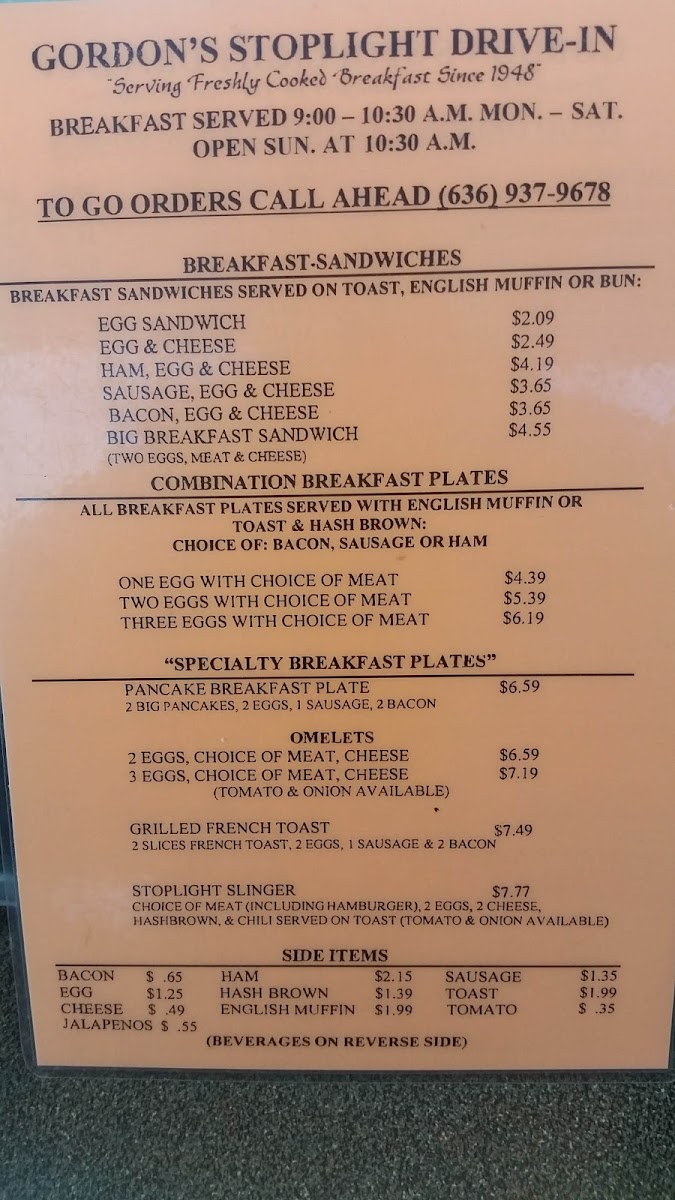 GORDON'S STOPLIGHT DRIVE-IN
"Serving Freshly Cooked Breakfast Since 1948"
BREAKFAST SERVED 9:00 – 10:30 A.M. MON. – SAT.
OPEN SUN. AT 10:30 A.M.
TO GO ORDERS CALL AHEAD (636) 937-9678
BREAKFAST-SANDWICHES
BREAKFAST SANDWICHES SERVED ON TOAST, ENGLISH MUFFIN OR BUN:
EGG SANDWICH $2.09
EGG & CHEESE $2.49
HAM, EGG & CHEESE $4.19
SAUSAGE, EGG & CHEESE $3.65
BACON, EGG & CHEESE $3.65
BIG BREAKFAST SANDWICH $4.55
(TWO EGGS, MEAT & CHEESE)
COMBINATION BREAKFAST PLATES
ALL BREAKFAST PLATES SERVED WITH ENGLISH MUFFIN OR
TOAST & HASH BROWN:
CHOICE OF: BACON, SAUSAGE OR HAM
ONE EGG WITH CHOICE OF MEAT $4.39
TWO EGGS WITH CHOICE OF MEAT $5.39
THREE EGGS WITH CHOICE OF MEAT $6.19
"SPECIALTY BREAKFAST PLATES"
PANCAKE BREAKFAST PLATE $6.59
2 BIG PANCAKES, 2 EGGS, 1 SAUSAGE, 2 BACON
OMELETS
2 EGGS, CHOICE OF MEAT, CHEESE $6.59
3 EGGS, CHOICE OF MEAT, CHEESE $7.19
(TOMATO & ONION AVAILABLE)
GRILLED FRENCH TOAST $7.49
2 SLICES FRENCH TOAST, 2 EGGS, 1 SAUSAGE & 2 BACON
STOPLIGHT SLINGER $7.77
CHOICE OF MEAT (INCLUDING HAMBURGER), 2 EGGS, 2 CHEESE,
HASHBROWN, & CHILI SERVED ON TOAST (TOMATO & ONION AVAILABLE)
SIDE ITEMS
BACON $ .65 HAM $2.15 SAUSAGE $1.35
EGG $1.25 HASH BROWN $1.39 TOAST $1.99
CHEESE $ .49 ENGLISH MUFFIN $1.99 TOMATO $ .35
JALAPENOS $ .55
(BEVERAGES ON REVERSE SIDE)